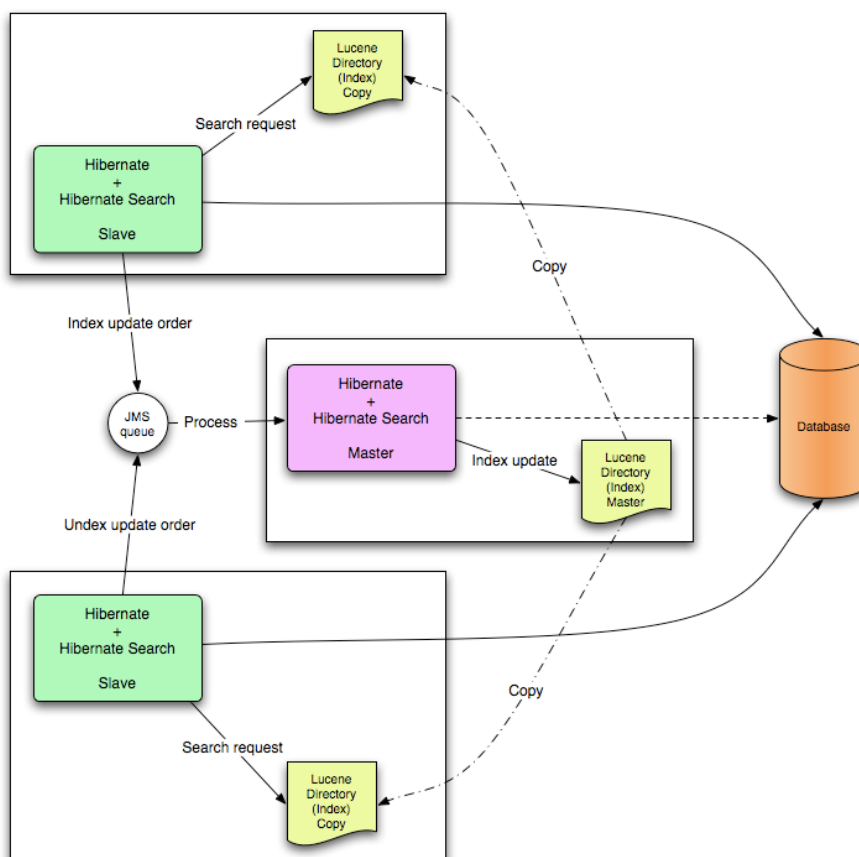 Lucene
Directory
(Index)
Copy
Search request
Hibernate
+
Hibernate Search
Slave
Copy
Index update order
Hibernate
+
Hibernate Search
Master
JMS
queue
Process
Database
Index update
Lucene
Directory
(Index)
Master
Undex update order
Hibernate
+
Hibernate Search
Slave
Copy
Search request
Lucene
Directory
(Index)
Copy